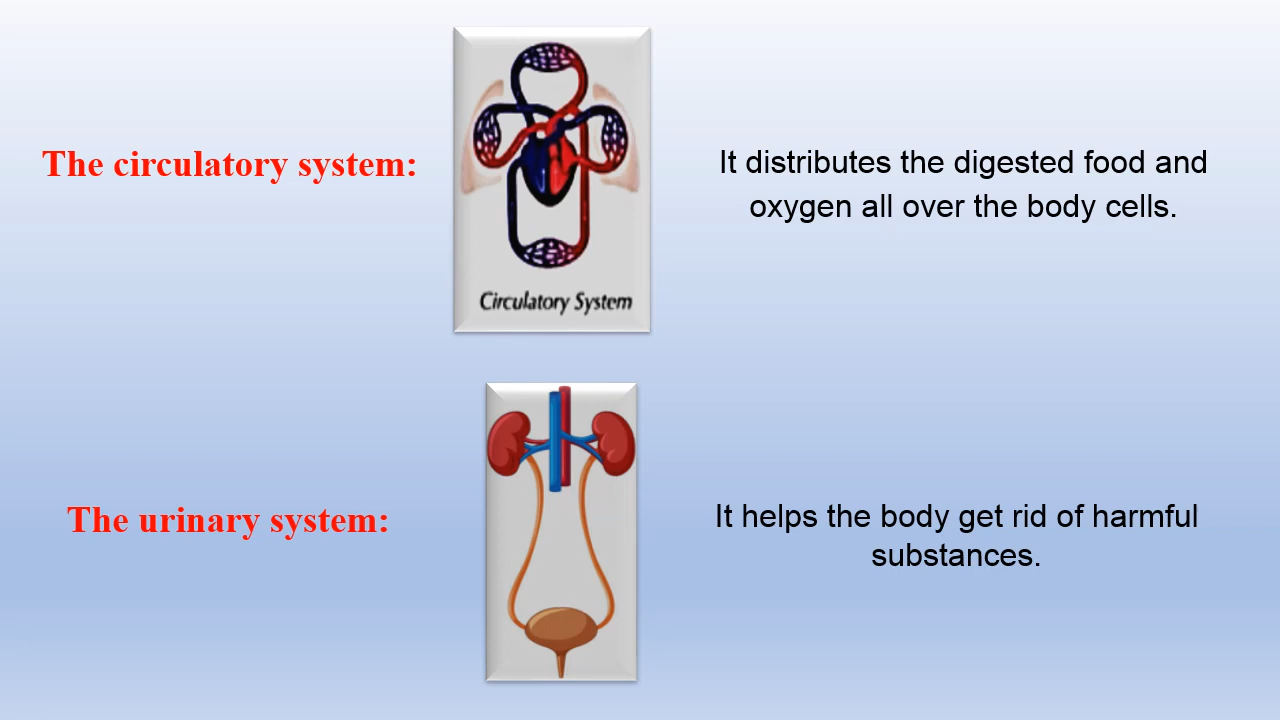 The circulatory system:
Circulatory System
It distributes the digested food and
oxygen all over the body cells.
The urinary system:
It helps the body get rid of harmful
substances.